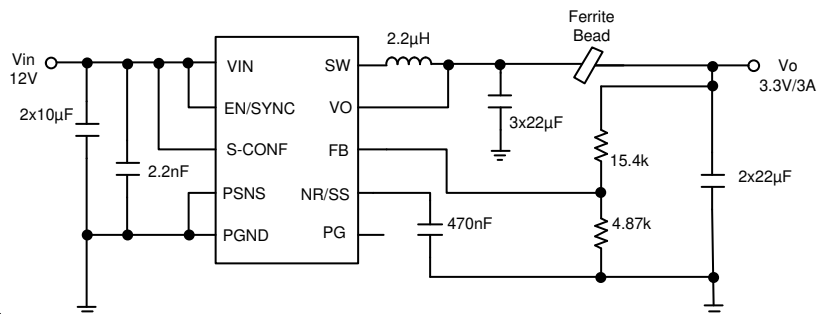 Ferrite
Bead
2.2µH
Vin
12V
VIN
SW
Vo
3.3V/3A
EN/SYNC
VO
2x10µF
3x22µF
S-CONF
FB
15.4k
2.2nF
2x22µF
PSNS
NR/SS
470nF
4.87k
PGND
PG